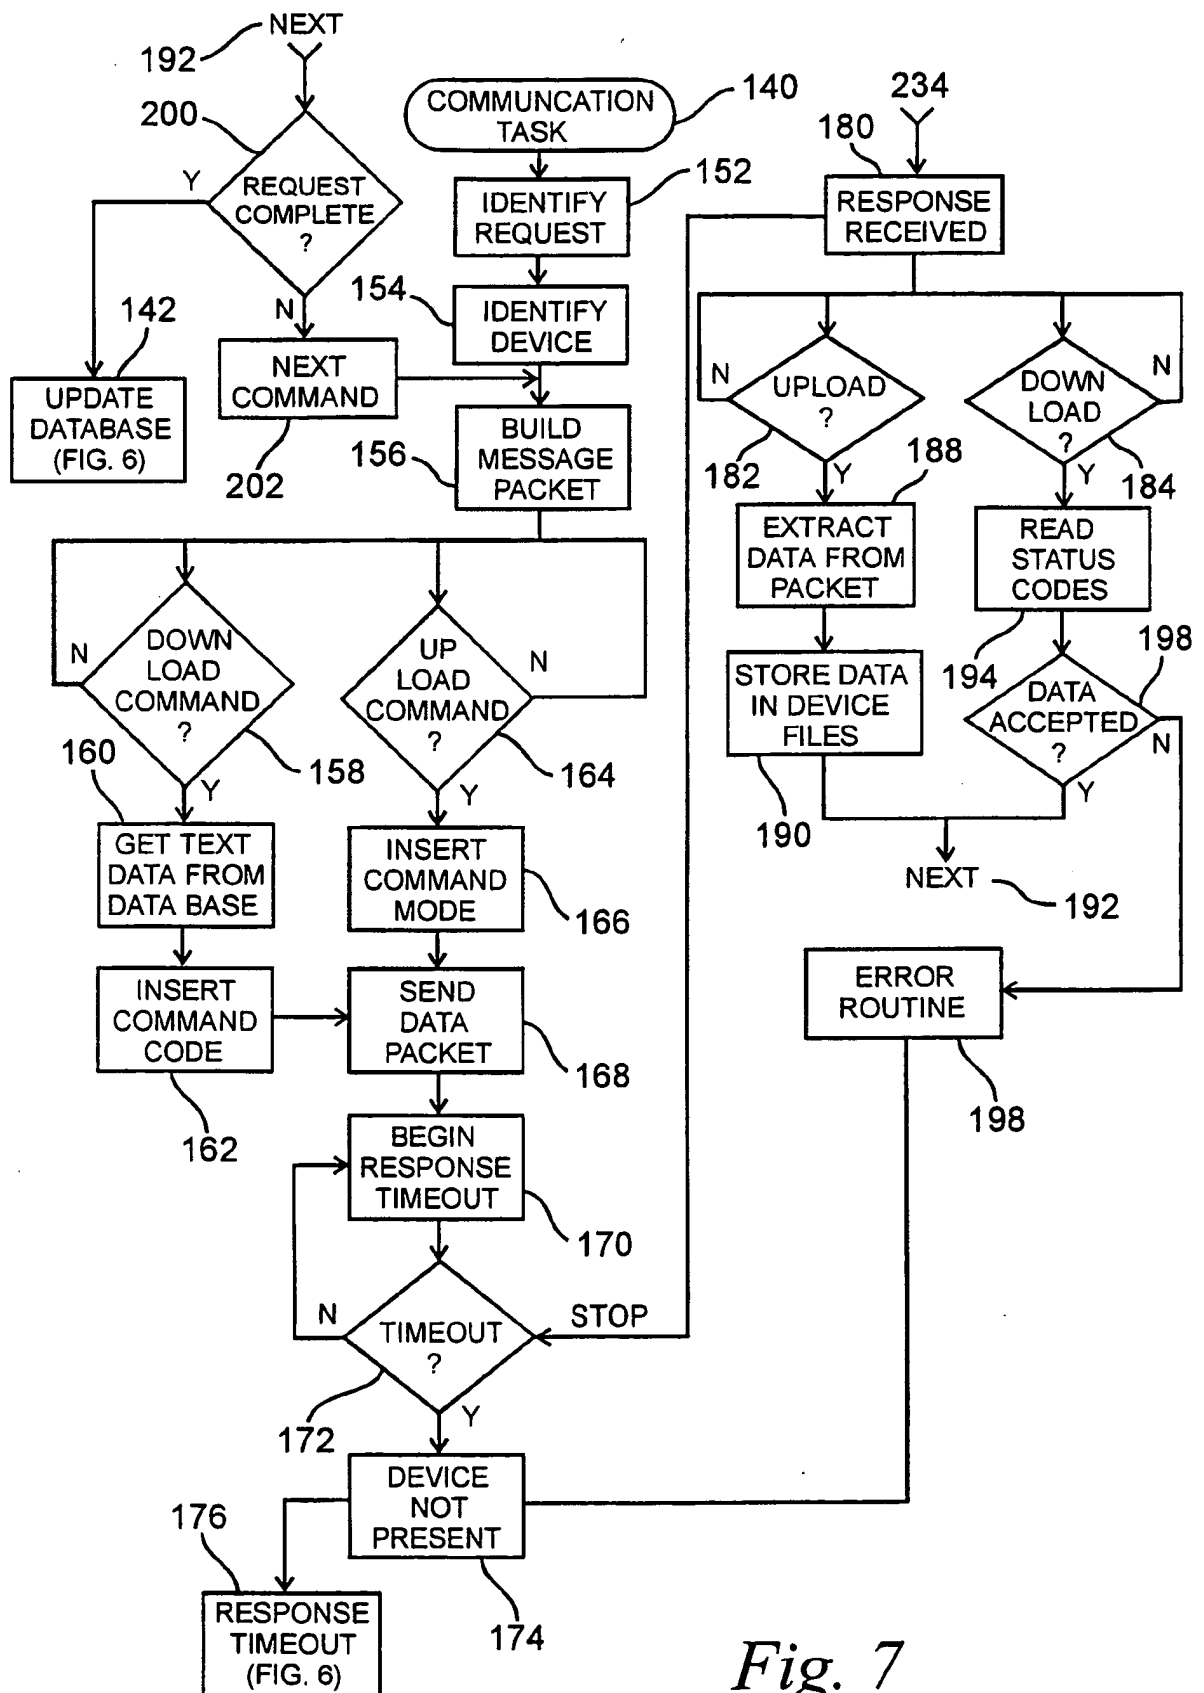 NEXT
192
200
REQUEST
COMPLETE
?
Y
N
142
UPDATE
DATABASE
(FIG. 6)
NEXT
COMMAND
202
COMMUNCATION
TASK
140
IDENTIFY
REQUEST
152
154
IDENTIFY
DEVICE
156
BUILD
MESSAGE
PACKET
N
DOWN
LOAD
COMMAND
?
158
Y
160
GET TEXT
DATA FROM
DATA BASE
INSERT
COMMAND
CODE
162
UP
LOAD
COMMAND
?
N
164
Y
INSERT
COMMAND
MODE
166
SEND
DATA
PACKET
168
BEGIN
RESPONSE
TIMEOUT
170
N
TIMEOUT
?
STOP
172
Y
DEVICE
NOT
PRESENT
174
176
RESPONSE
TIMEOUT
(FIG. 6)
234
180
RESPONSE
RECEIVED
N
UPLOAD
?
182
Y
188
EXTRACT
DATA FROM
PACKET
STORE DATA
IN DEVICE
FILES
190
DOWN
LOAD
?
N
184
Y
READ
STATUS
CODES
194
198
DATA
ACCEPTED
?
N
Y
NEXT
192
ERROR
ROUTINE
198
Fig. 7